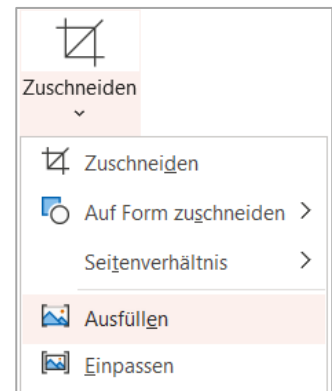 Zuschneiden
Zuschneiden
Auf Form zuschneiden
Seitenverhältnis
Ausfüllen
Einpassen